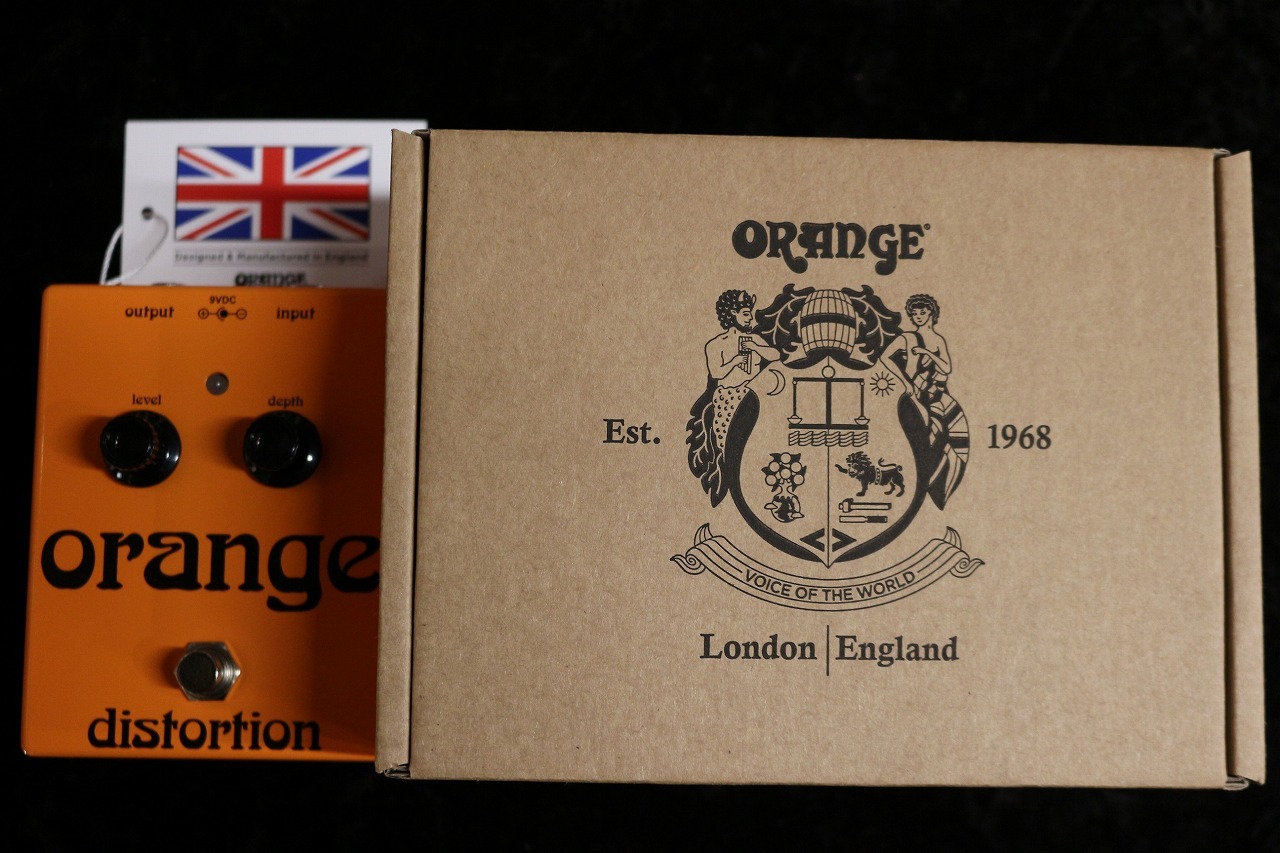 Designed & Manufactured in England
ORANGE
output 9VDC input
level depth
orange
distortion
ORANGE®
Est. 1968
VOICE OF THE WORLD
London | England